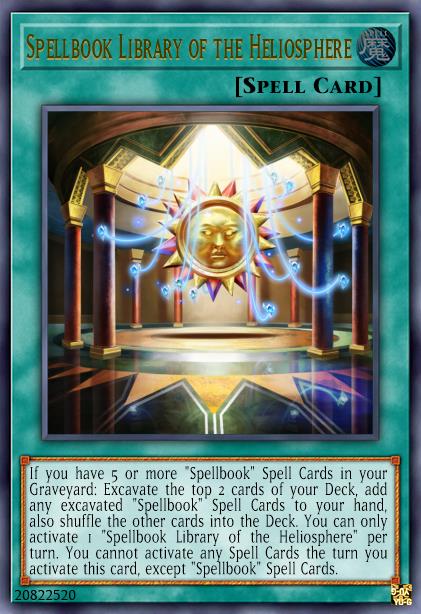 Spellbook Library of the Heliosphere 魔
[Spell Card]
If you have 5 or more "Spellbook" Spell Cards in your
Graveyard: Excavate the top 2 cards of your Deck, add
any excavated "Spellbook" Spell Cards to your hand,
also shuffle the other cards into the Deck. You can only
activate 1 "Spellbook Library of the Heliosphere" per
turn. You cannot activate any Spell Cards the turn you
activate this card, except "Spellbook" Spell Cards.
20822520